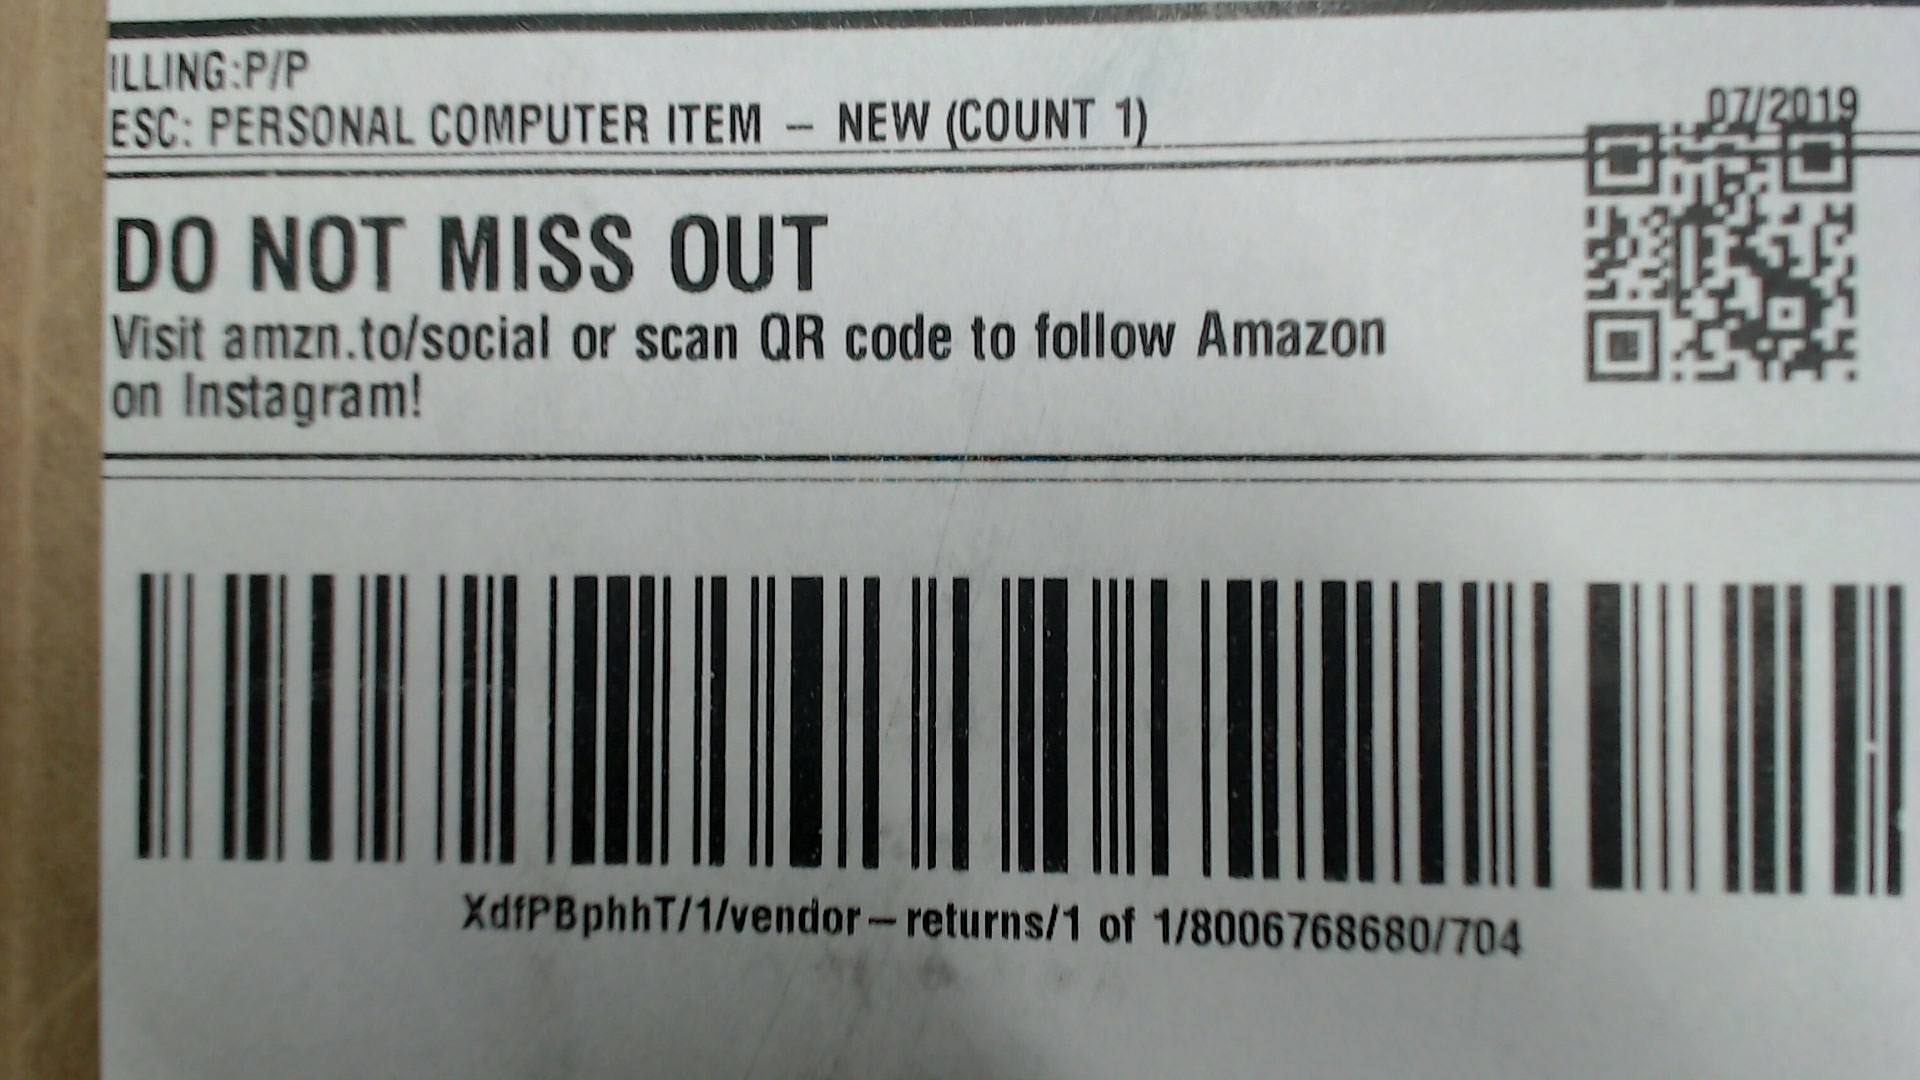 ILLING:P/P
ESC: PERSONAL COMPUTER ITEM – NEW (COUNT 1)
07/2019
DO NOT MISS OUT
Visit amzn.to/social or scan QR code to follow Amazon
on Instagram!
XdfPBphhT/1/vendor–returns/1 of 1/8006768680/704